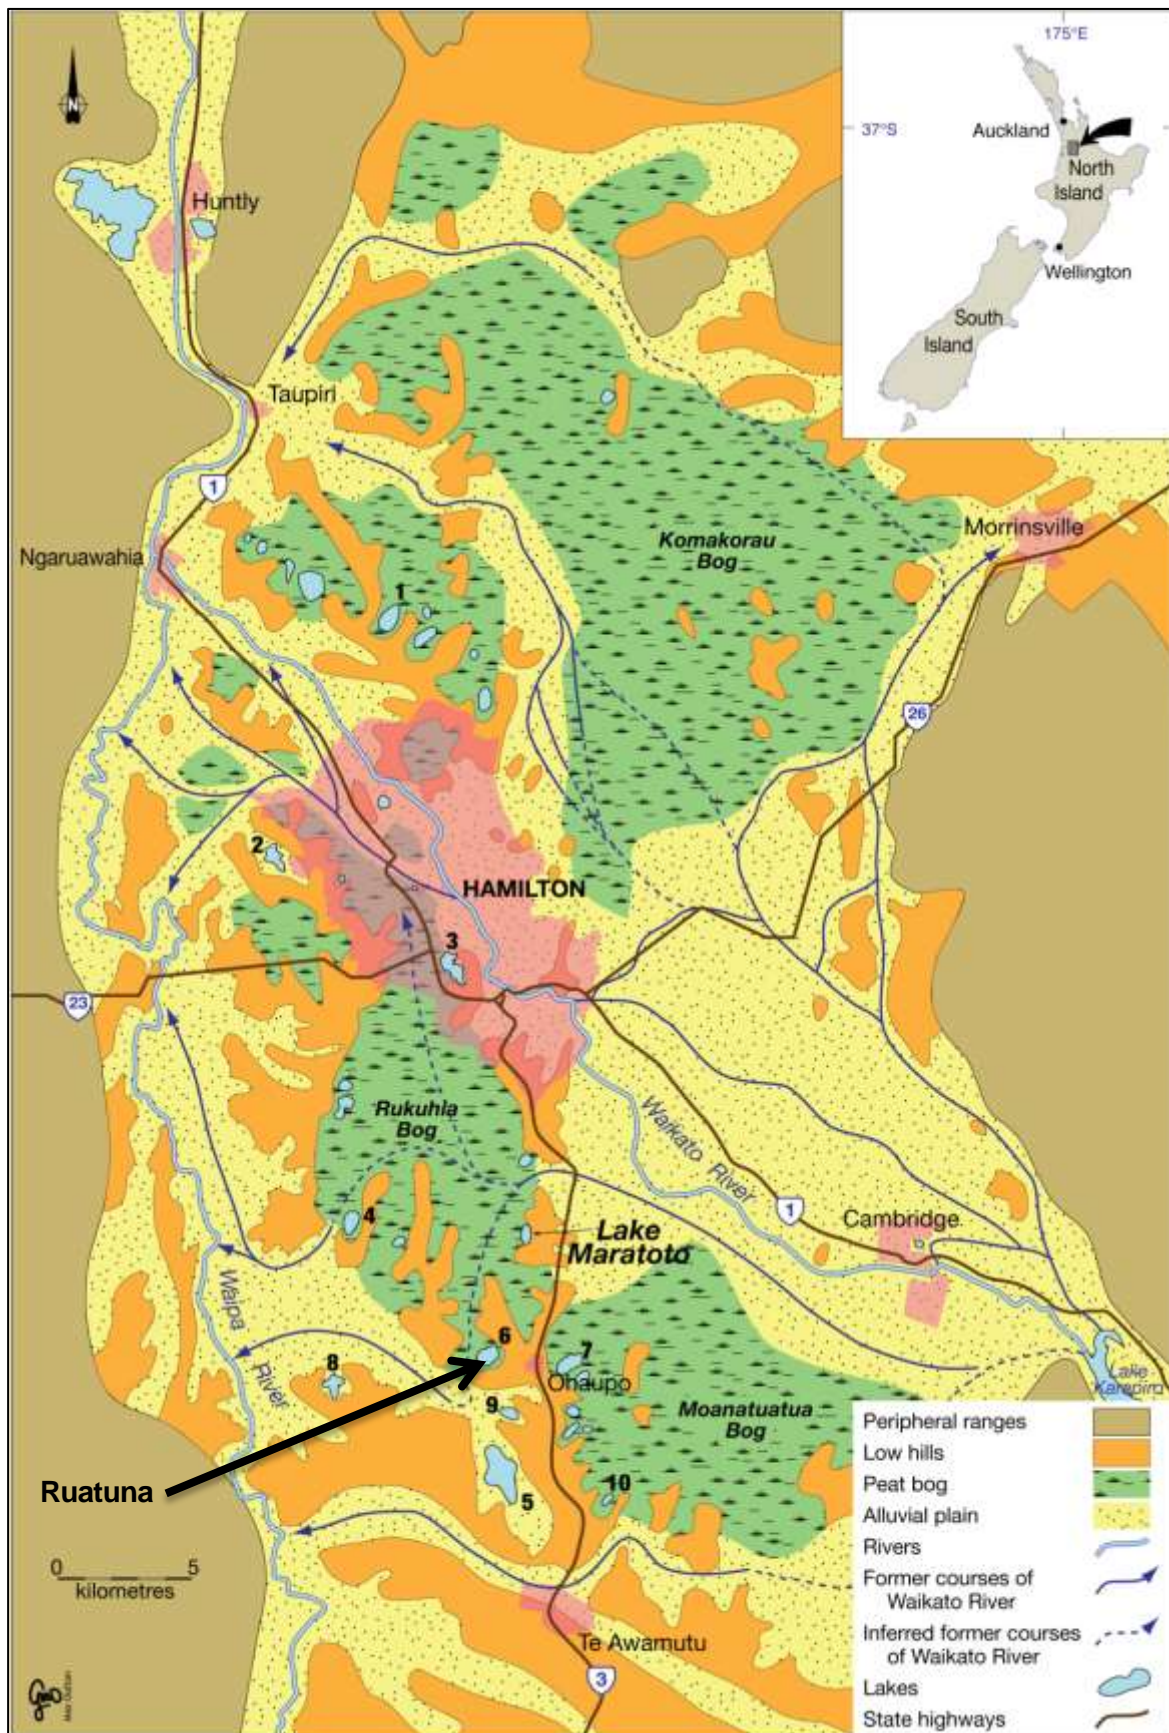 175°E
37°S
Auckland
North
Island
Wellington
South
Island
N
Huntly
Taupiri
1
Ngaruawahia
Komakorau
Bog
Morrinsville
1
26
2
HAMILTON
3
23
Rukuhia
Bog
Waikato River
1
Cambridge
4
Lake
Maratoto
Waipa
River
6
7
Ohaupo
8
9
Moanatuatua
Bog
Lake
Karapiro
Ruatuna
5
10
0 5
kilometres
Te Awamutu
3
Peripheral ranges
Low hills
Peat bog
Alluvial plain
Rivers
Former courses of
Waikato River
Inferred former courses
of Waikato River
Lakes
State highways